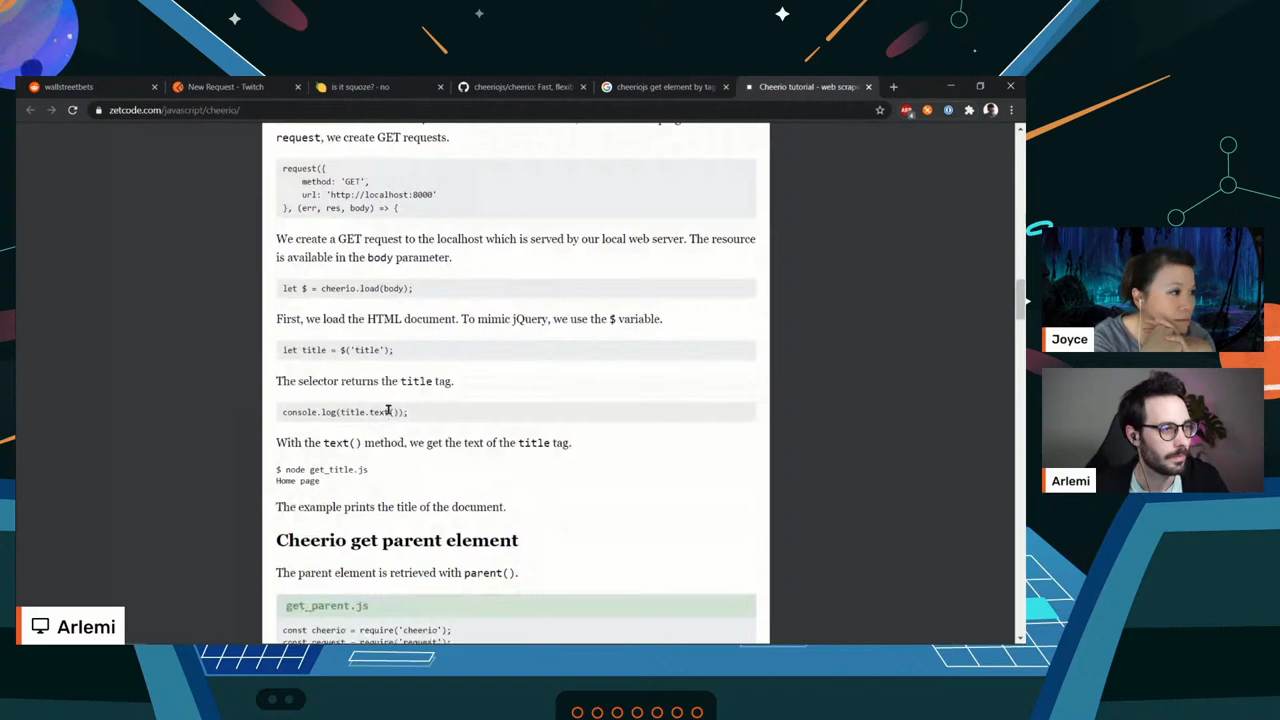 wallstreetbets
New Request - Twitch
is it squoze? - no
cheeriojs/cheerio: Fast, flexib
cheeriojs get element by tag
Cheerio tutorial - web scrapi
zetcode.com/javascript/cheerio/
request, we create GET requests.
request({
method: 'GET',
url: 'http://localhost:8000'
}, (err, res, body) => {
We create a GET request to the localhost which is served by our local web server. The resource
is available in the body parameter.
let $ = cheerio.load(body);
First, we load the HTML document. To mimic jQuery, we use the $ variable.
let title = $('title');
The selector returns the title tag.
console.log(title.text());
With the text() method, we get the text of the title tag.
$ node get_title.js
Home page
The example prints the title of the document.
Cheerio get parent element
The parent element is retrieved with parent().
get_parent.js
const cheerio = require('cheerio');
const request = require('request');
Joyce
Arlemi
Arlemi